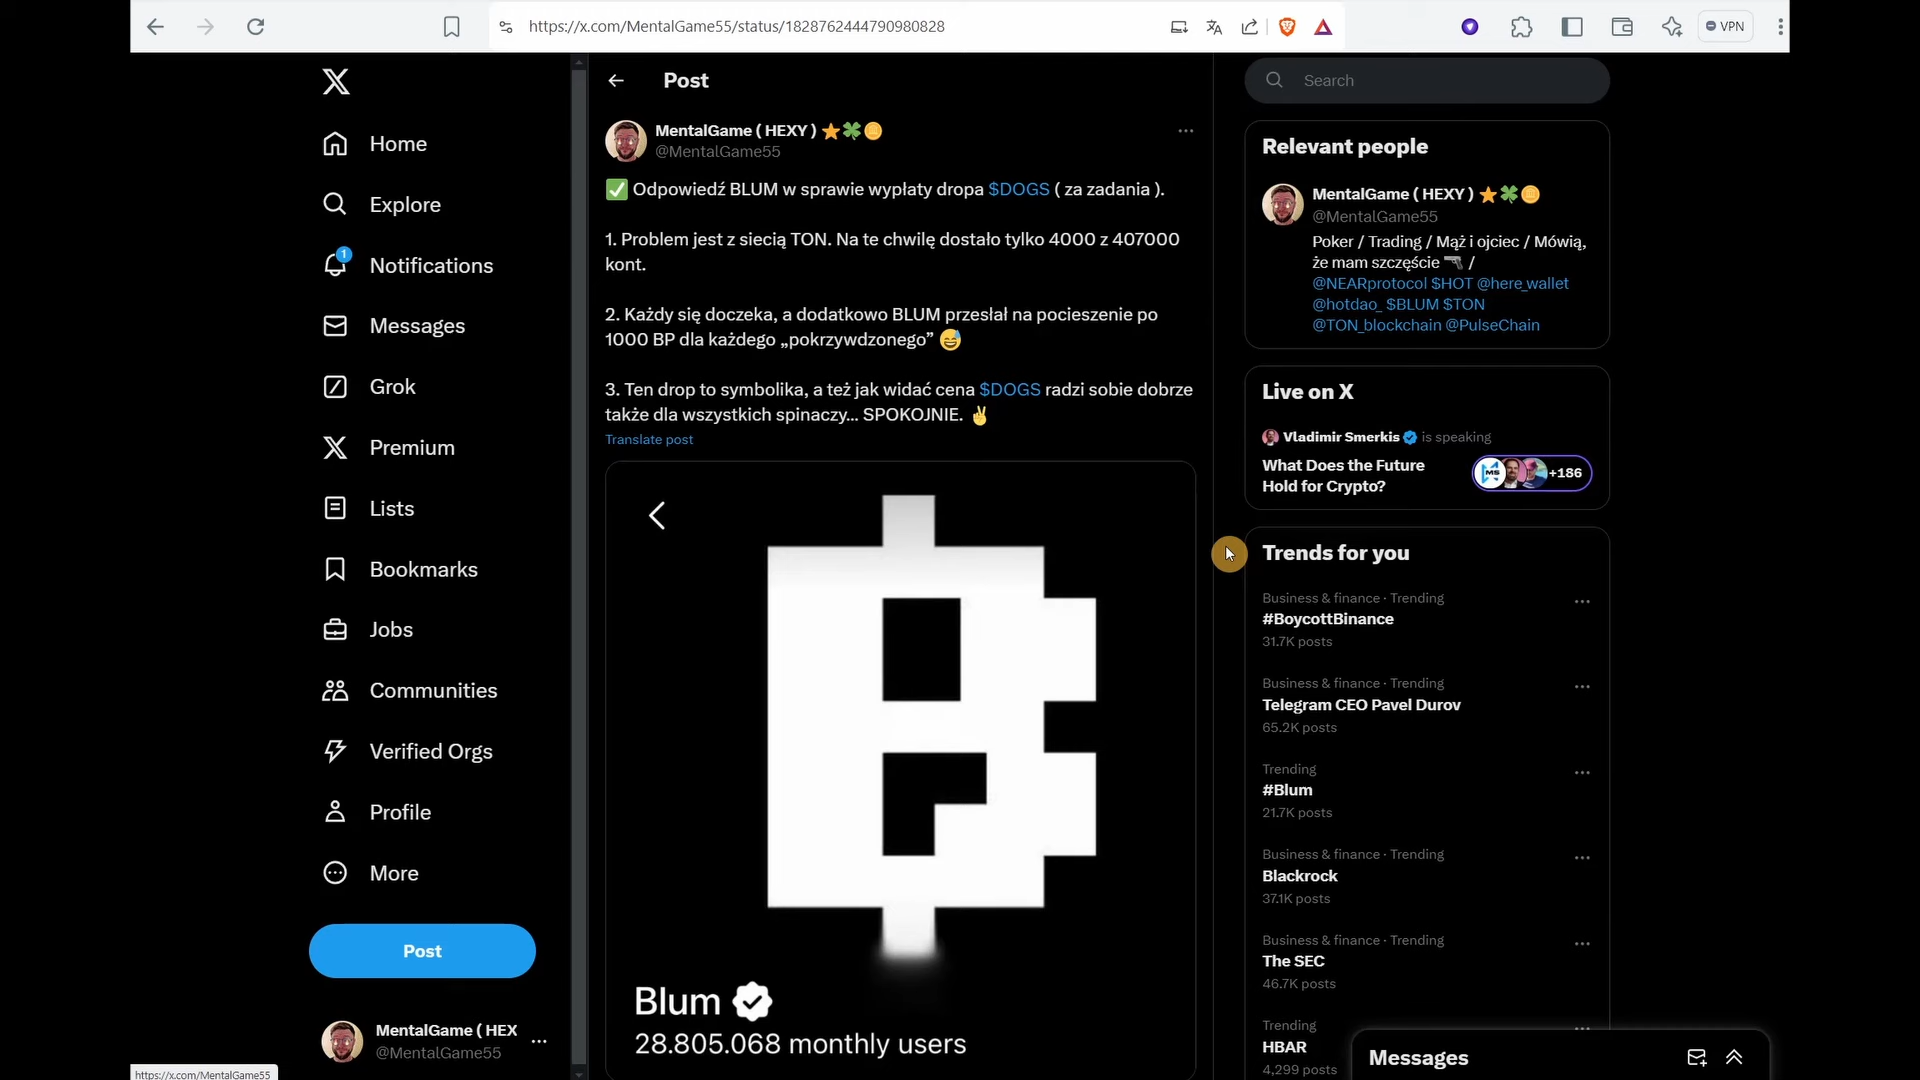 https://x.com/MentalGame55/status/1828762444790980828
VPN
Home
Explore
1
Notifications
Messages
Grok
Premium
Lists
Bookmarks
Jobs
Communities
Verified Orgs
Profile
More
Post
MentalGame ( HEX
@MentalGame55
https://x.com/MentalGame55
Post
MentalGame ( HEXY )
@MentalGame55
Odpowiedź BLUM w sprawie wypłaty dropa $DOGS ( za zadania ).
1. Problem jest z siecią TON. Na te chwilę dostało tylko 4000 z 407000
kont.
2. Każdy się doczeka, a dodatkowo BLUM przesłał na pocieszenie po
1000 BP dla każdego „pokrzywdzonego”
3. Ten drop to symbolika, a też jak widać cena $DOGS radzi sobie dobrze
także dla wszystkich spinaczy... SPOKOJNIE.
Translate post
Blum
28.805.068 monthly users
Search
Relevant people
MentalGame ( HEXY )
@MentalGame55
Poker / Trading / Mąż i ojciec / Mówią,
że mam szczęście /
@NEARprotocol $HOT @here_wallet
@hotdao_ $BLUM $TON
@TON_blockchain @PulseChain
Live on X
Vladimir Smerkis is speaking
What Does the Future
Hold for Crypto?
MS
+186
Trends for you
Business & finance · Trending
#BoycottBinance
31.7K posts
Business & finance · Trending
Telegram CEO Pavel Durov
65.2K posts
Trending
#Blum
21.7K posts
Business & finance · Trending
Blackrock
37.1K posts
Business & finance · Trending
The SEC
46.7K posts
Trending
HBAR
4,299 posts
Messages